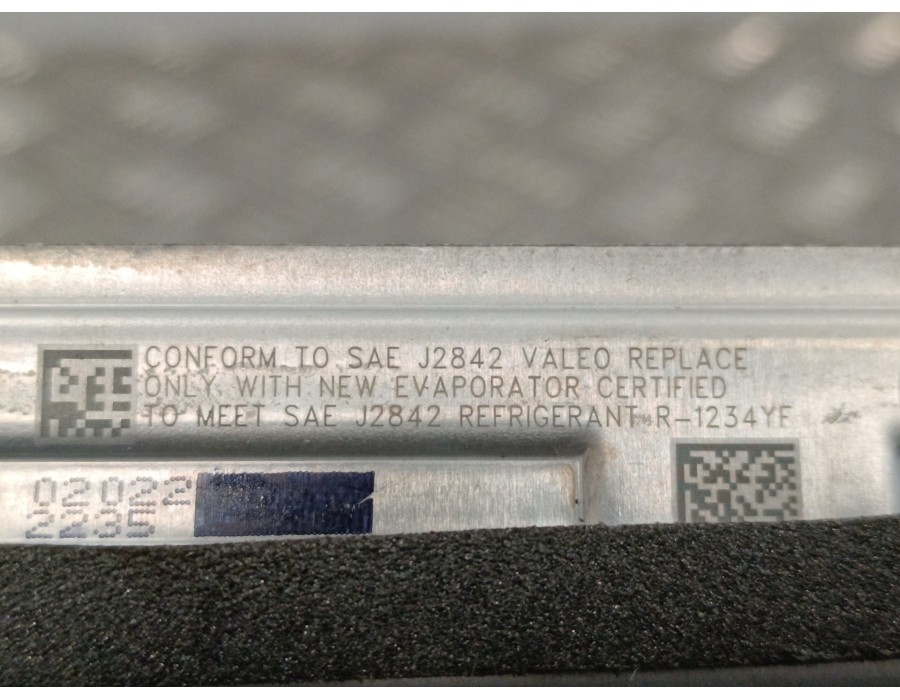 CONFORM TO SAE J2842 VALEO REPLACE
ONLY WITH NEW EVAPORATOR CERTIFIED
TO MEET SAE J2842 REFRIGERANT R-1234YF
02022
2235